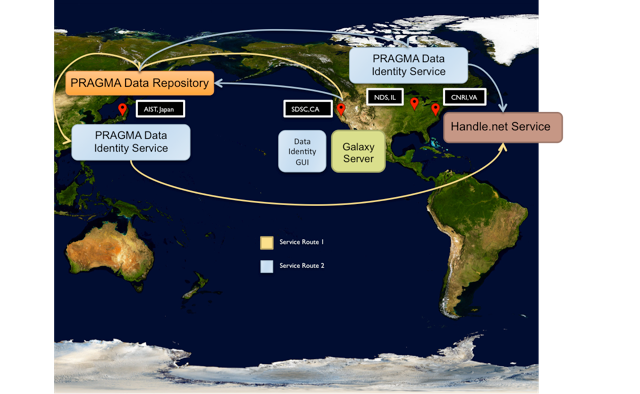 PRAGMA Data
Identity Service
PRAGMA Data Repository
NDS, IL
CNRI,VA
AIST, Japan
SDSC,CA
Handle.net Service
PRAGMA Data
Identity Service
Data
Identity
GUI
Galaxy
Server
Service Route 1
Service Route 2